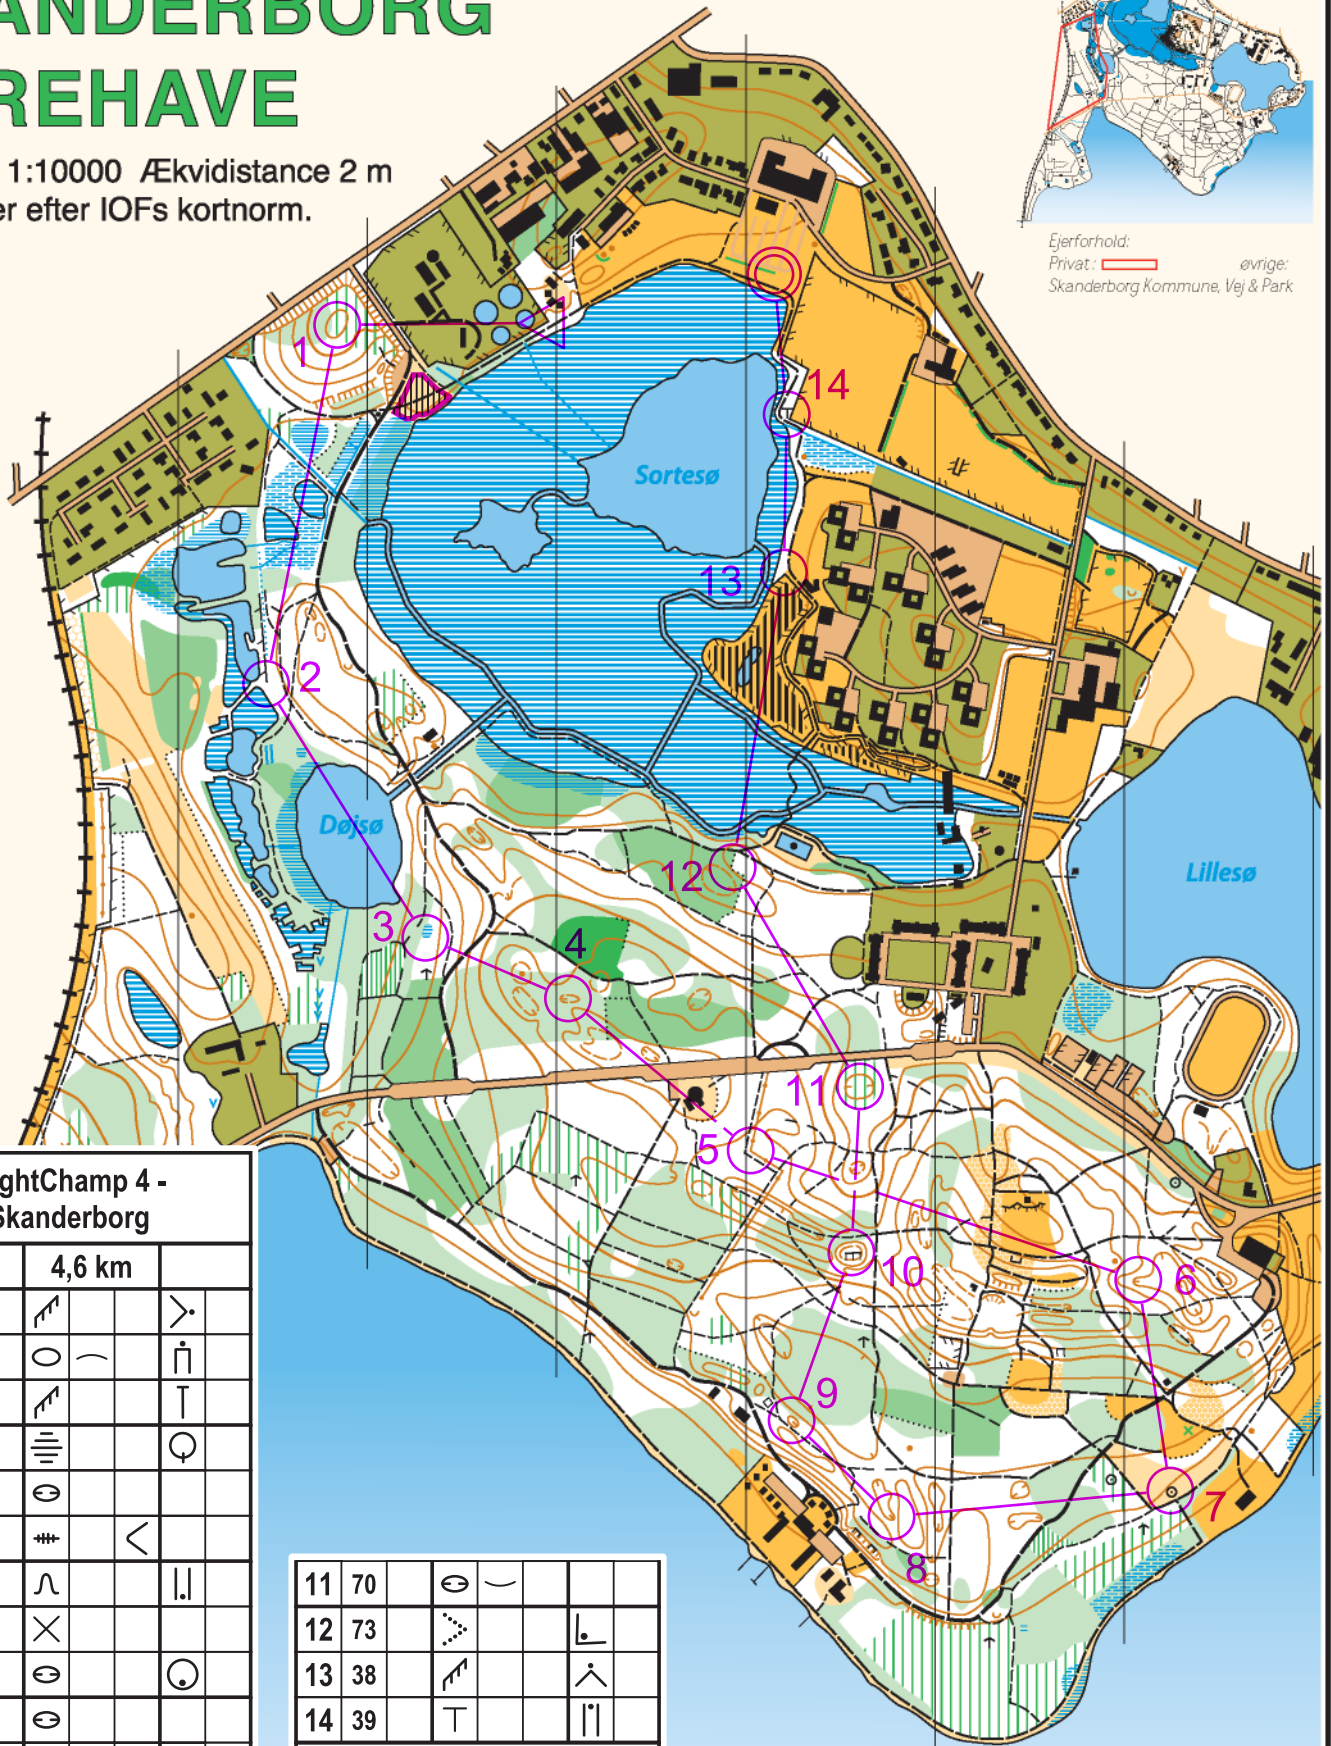 ANDERBORG
REHAVE
1:10000 Ækvidistance 2 m
er efter IOFs kortnorm.
Ejerforhold:
Privat: øvrige:
Skanderborg Kommune, Vej & Park
1
14
Sortesø
13
2
Døjsø
12
Lillesø
3
4
11
5
10
6
9
7
8
ghtChamp 4 -
Skanderborg
4,6 km
11 70
12 73
13 38
14 39